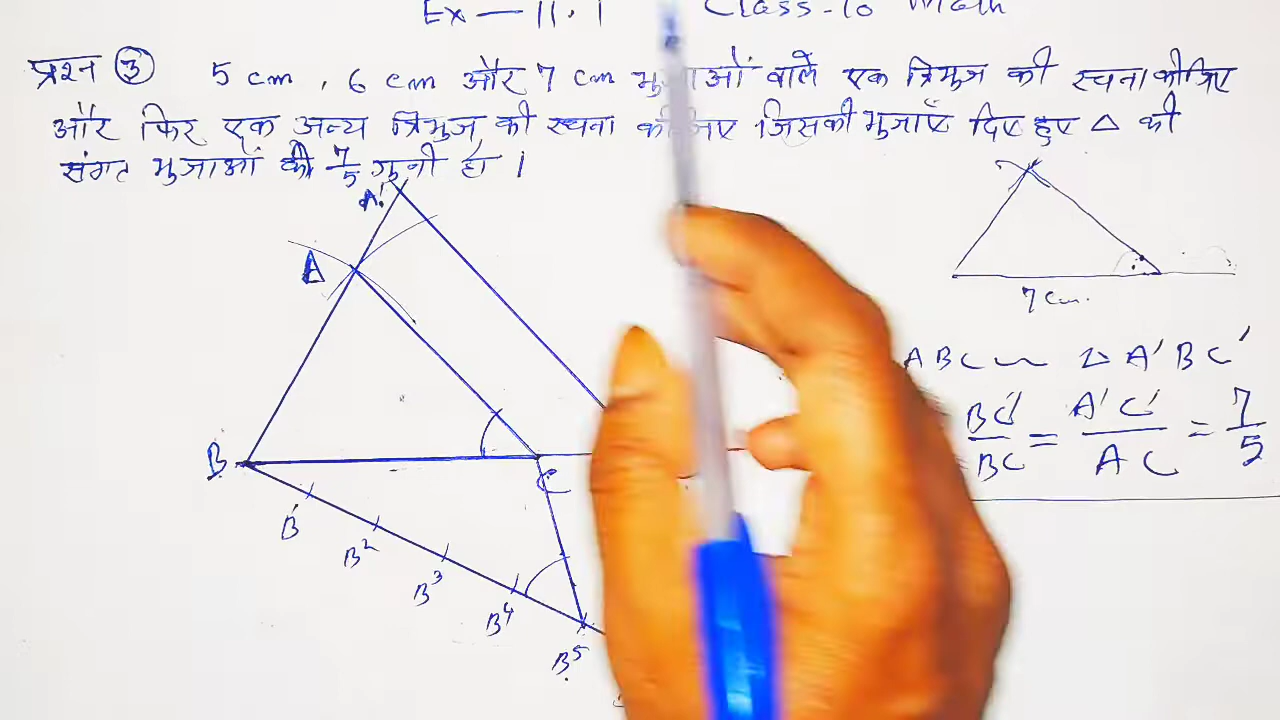 Ex — 11.1 Class-10 Math
प्रश्न ③ 5 cm, 6 cm और 7 cm वाले एक त्रिभुज की रचना कीजिए
और फिर एक अन्य त्रिभुज की रचना कीजिए जिसकी भुजाएँ दिए हुए △ की
संगत भुजाओं की 7/5 गुनी हो ।
A'
A
7 cm.
ABC ~ △ A'BC'
BC'/BC = A'C'/AC = 7/5
B
C
B'
B²
B³
B⁴
B⁵